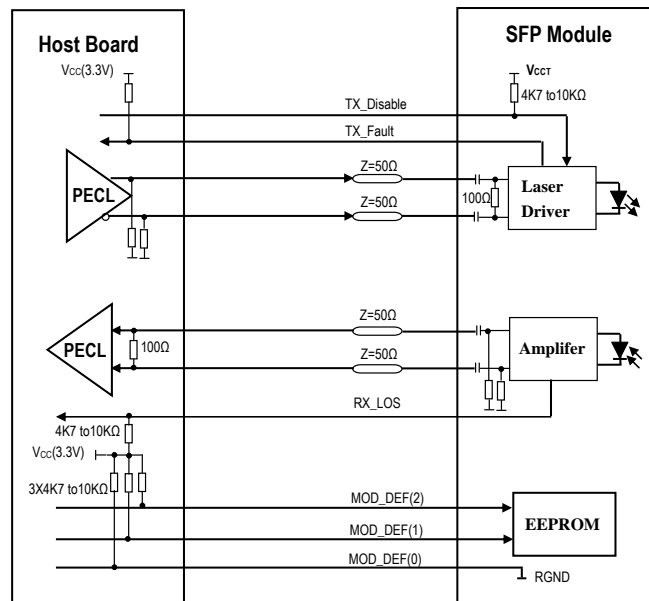 Host Board
SFP Module
Vcc(3.3V)
VCCT
4K7 to10KΩ
TX_Disable
TX_Fault
PECL
Z=50Ω
Z=50Ω
100Ω
Laser
Driver
PECL
100Ω
Z=50Ω
Z=50Ω
Amplifer
RX_LOS
4K7 to10KΩ
Vcc(3.3V)
3X4K7 to10KΩ
MOD_DEF(2)
EEPROM
MOD_DEF(1)
MOD_DEF(0)
RGND